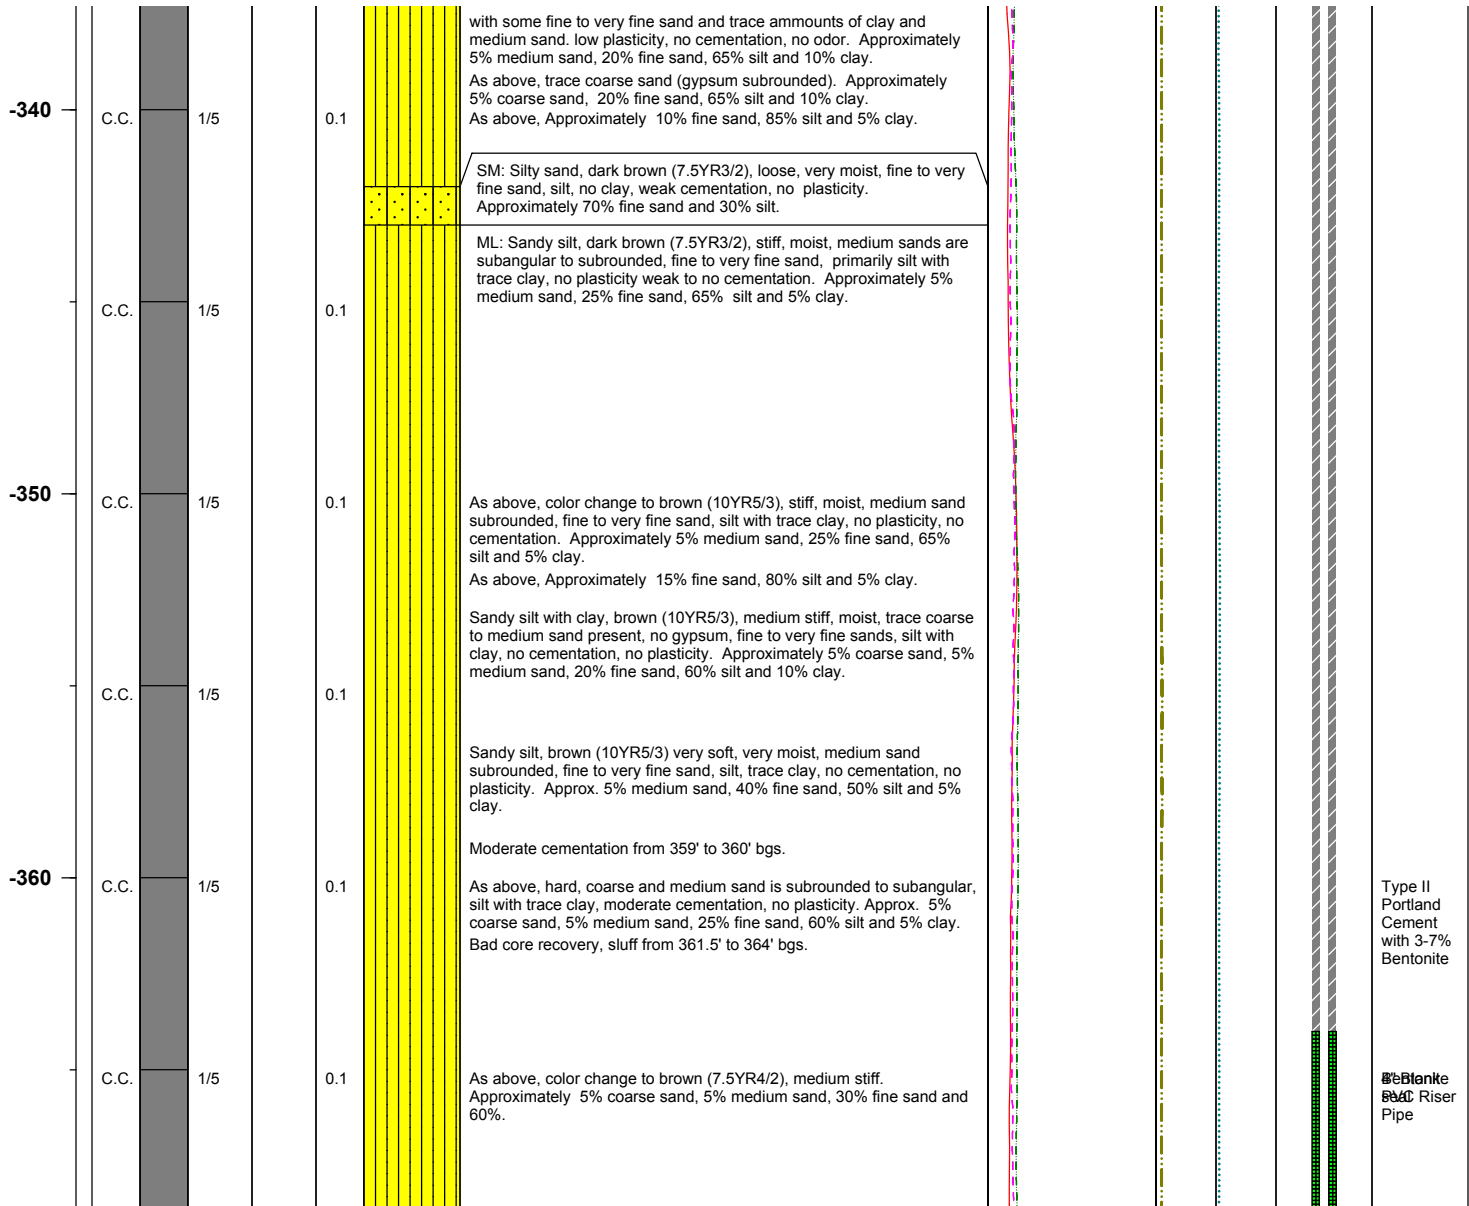 with some fine to very fine sand and trace ammounts of clay and
medium sand. low plasticity, no cementation, no odor. Approximately
5% medium sand, 20% fine sand, 65% silt and 10% clay.
As above, trace coarse sand (gypsum subrounded). Approximately
5% coarse sand, 20% fine sand, 65% silt and 10% clay.
-340 C.C. 1/5 0.1 As above, Approximately 10% fine sand, 85% silt and 5% clay.
SM: Silty sand, dark brown (7.5YR3/2), loose, very moist, fine to very
fine sand, silt, no clay, weak cementation, no plasticity.
Approximately 70% fine sand and 30% silt.
ML: Sandy silt, dark brown (7.5YR3/2), stiff, moist, medium sands are
subangular to subrounded, fine to very fine sand, primarily silt with
trace clay, no plasticity weak to no cementation. Approximately 5%
medium sand, 25% fine sand, 65% silt and 5% clay.
C.C. 1/5 0.1
-350 C.C. 1/5 0.1 As above, color change to brown (10YR5/3), stiff, moist, medium sand
subrounded, fine to very fine sand, silt with trace clay, no plasticity, no
cementation. Approximately 5% medium sand, 25% fine sand, 65%
silt and 5% clay.
As above, Approximately 15% fine sand, 80% silt and 5% clay.
Sandy silt with clay, brown (10YR5/3), medium stiff, moist, trace coarse
to medium sand present, no gypsum, fine to very fine sands, silt with
clay, no cementation, no plasticity. Approximately 5% coarse sand, 5%
medium sand, 20% fine sand, 60% silt and 10% clay.
C.C. 1/5 0.1
Sandy silt, brown (10YR5/3) very soft, very moist, medium sand
subrounded, fine to very fine sand, silt, trace clay, no cementation, no
plasticity. Approx. 5% medium sand, 40% fine sand, 50% silt and 5%
clay.
Moderate cementation from 359' to 360' bgs.
-360 C.C. 1/5 0.1 As above, hard, coarse and medium sand is subrounded to subangular,
silt with trace clay, moderate cementation, no plasticity. Approx. 5%
coarse sand, 5% medium sand, 25% fine sand, 60% silt and 5% clay.
Bad core recovery, sluff from 361.5' to 364' bgs.
Type II
Portland
Cement
with 3-7%
Bentonite
C.C. 1/5 0.1 As above, color change to brown (7.5YR4/2), medium stiff.
Approximately 5% coarse sand, 5% medium sand, 30% fine sand and
60%.
Bentonite
seal
4" Blank
PVC Riser
Pipe